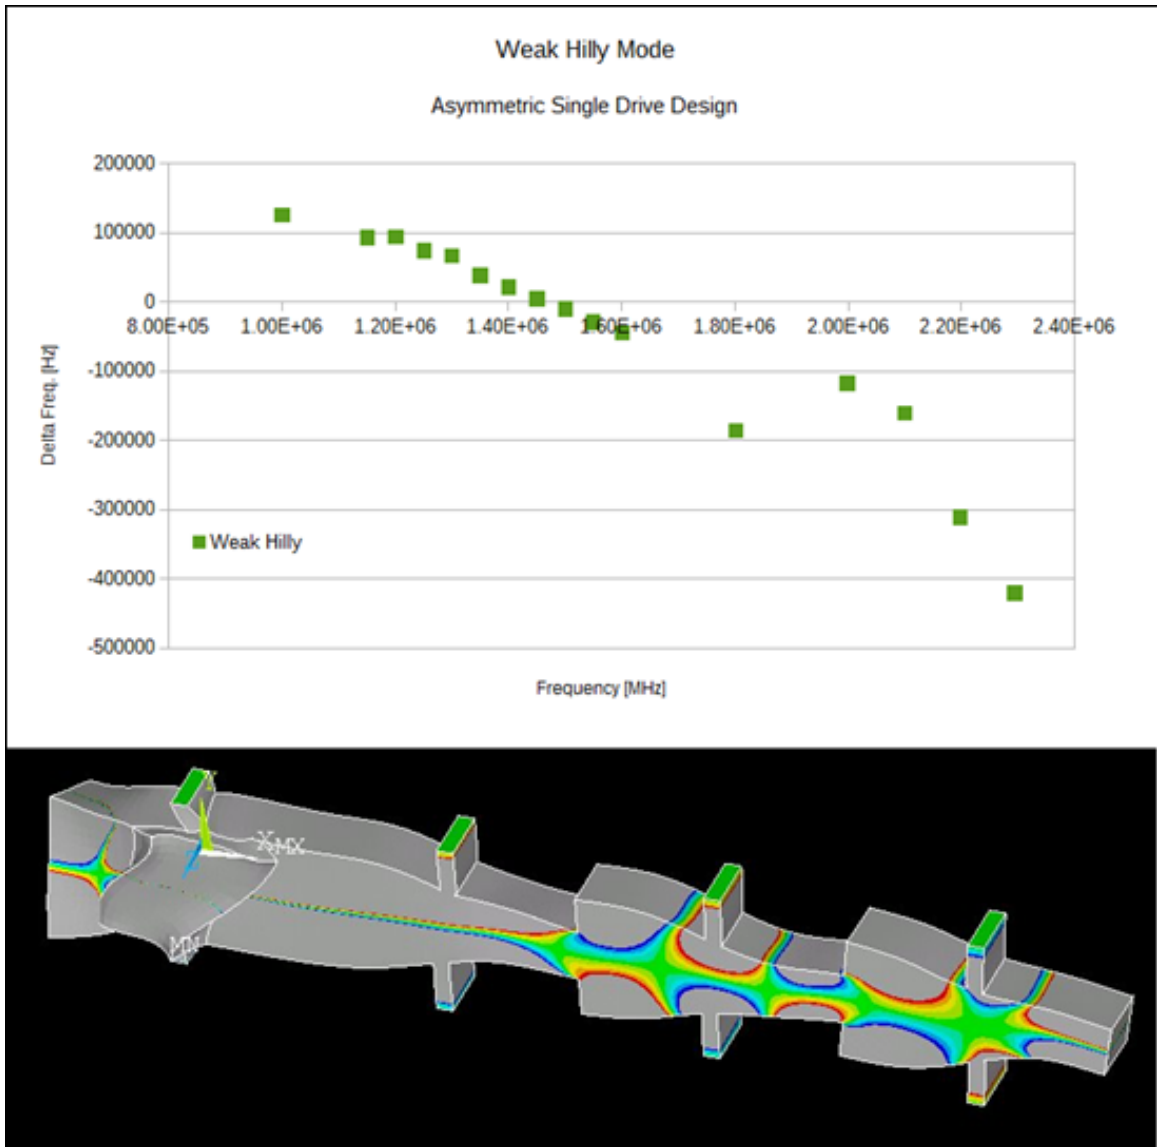 Weak Hilly Mode
Asymmetric Single Drive Design
200000
100000
0
8.00E+05 1.00E+06 1.20E+06 1.40E+06 1.60E+06 1.80E+06 2.00E+06 2.20E+06 2.40E+06
-100000
Delta Freq. [Hz]
-200000
-300000
Weak Hilly
-400000
-500000
Frequency [MHz]
Y
X MX
Z
MN